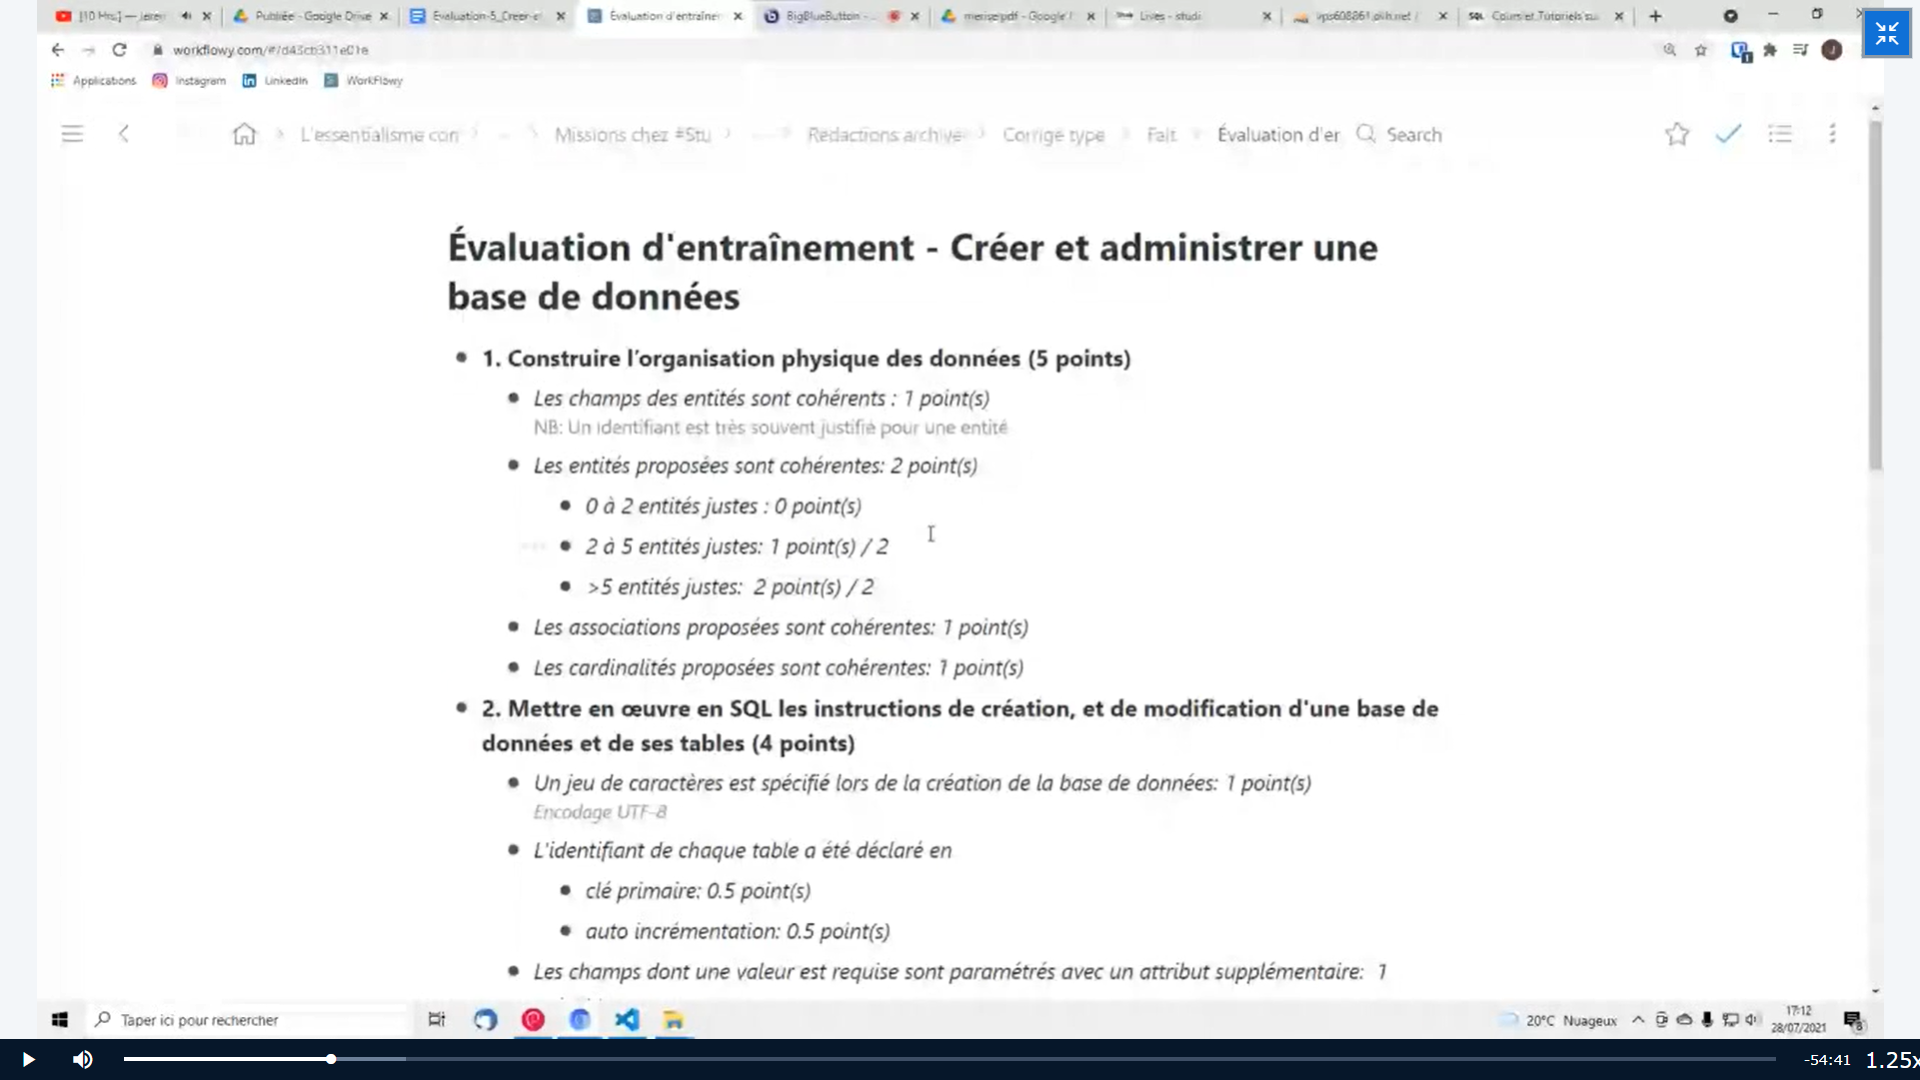 [10 Hrs] — Jerem
Publiée - Google Drive
Evaluation-5_Creer-e
Évaluation d'entraîner
BigBlueButton -
merise.pdf - Google
Lives - studi
Cours et Tutoriels su
workflowy.com/#/d43cb311e01e
Applications
Instagram
LinkedIn
WorkFlowy
L'essentialisme con
Missions chez #Stu
Redactions archive
Corrigé type
Fait
Évaluation d'er
Search
Évaluation d'entraînement - Créer et administrer une
base de données
1. Construire l'organisation physique des données (5 points)
Les champs des entités sont cohérents : 1 point(s)
NB: Un identifiant est très souvent justifié pour une entité
Les entités proposées sont cohérentes: 2 point(s)
0 à 2 entités justes : 0 point(s)
2 à 5 entités justes: 1 point(s) / 2
>5 entités justes: 2 point(s) / 2
Les associations proposées sont cohérentes: 1 point(s)
Les cardinalités proposées sont cohérentes: 1 point(s)
2. Mettre en œuvre en SQL les instructions de création, et de modification d'une base de
données et de ses tables (4 points)
Un jeu de caractères est spécifié lors de la création de la base de données: 1 point(s)
Encodage UTF-8
L'identifiant de chaque table a été déclaré en
clé primaire: 0.5 point(s)
auto incrémentation: 0.5 point(s)
Les champs dont une valeur est requise sont paramétrés avec un attribut supplémentaire: 1
Taper ici pour rechercher
20°C Nuageux
17:12
28/07/2021
-54:41
1.25x